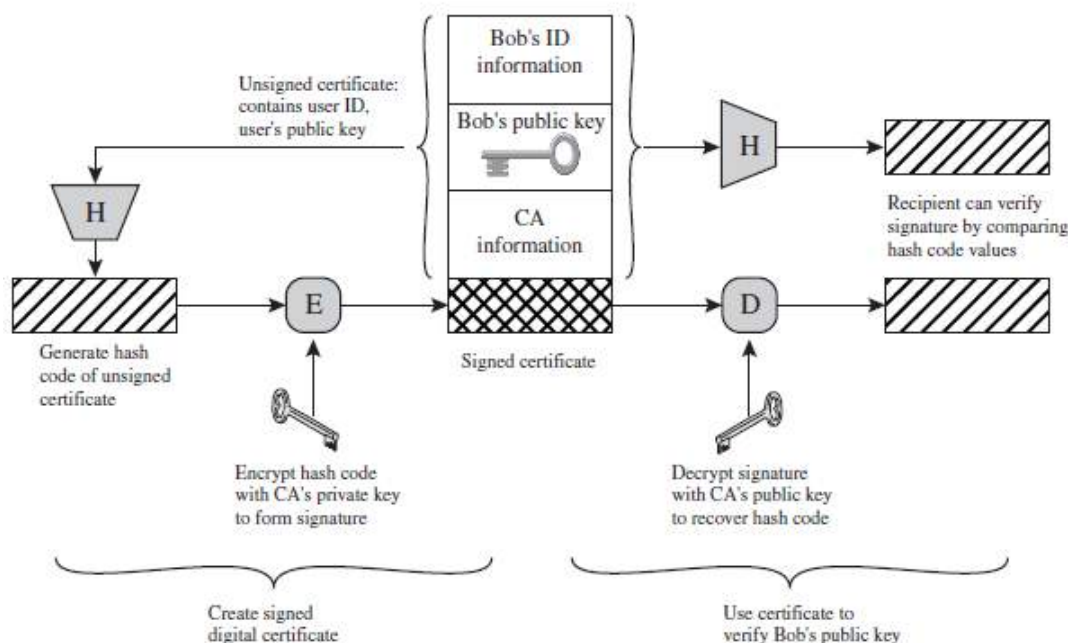 Bob's ID
information
Unsigned certificate:
contains user ID,
user's public key
Bob's public key
H
H
CA
information
Recipient can verify
signature by comparing
hash code values
E
D
Generate hash
code of unsigned
certificate
Signed certificate
Encrypt hash code
with CA's private key
to form signature
Decrypt signature
with CA's public key
to recover hash code
Create signed
digital certificate
Use certificate to
verify Bob's public key